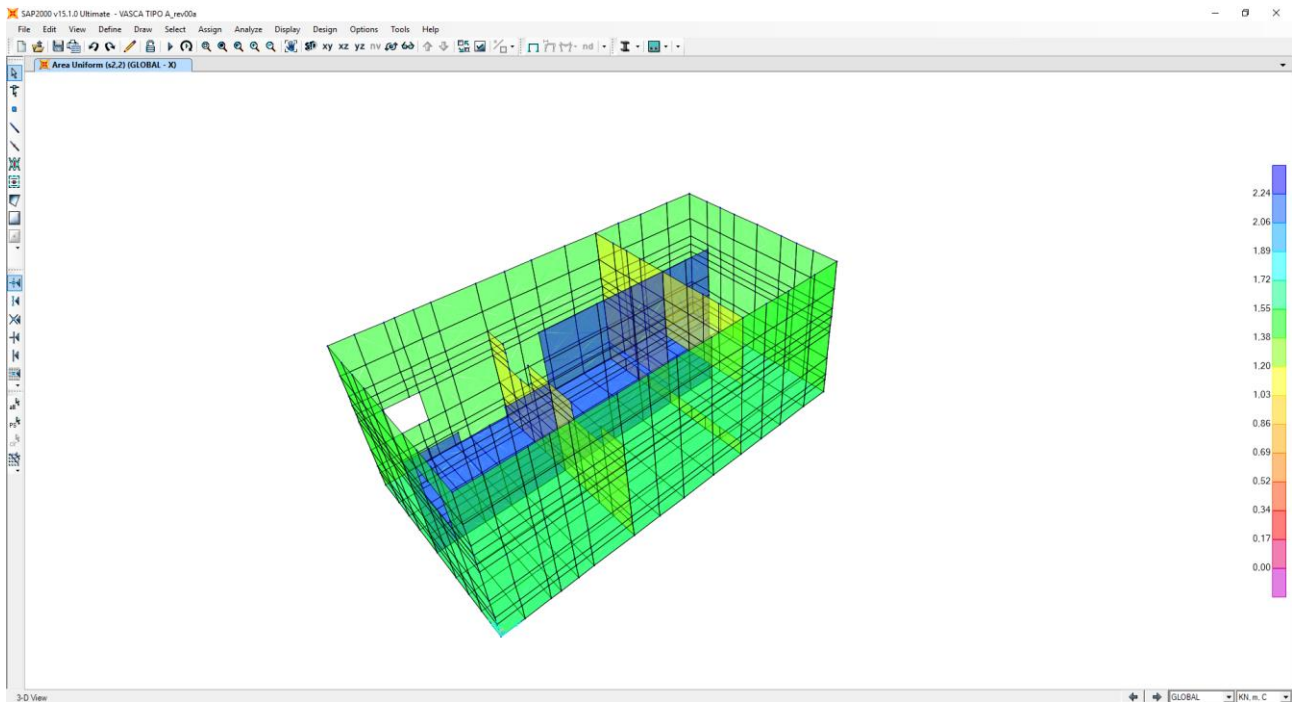 SAP2000 v15.1.0 Ultimate - VASCA TIPO A_rev00a
File Edit View Define Draw Select Assign Analyze Display Design Options Tools Help
3D xy xz yz nv nd
Area Uniform (s2,2) (GLOBAL - X)
2,24
2,06
1,89
1,72
1,55
1,38
1,20
1,03
0,86
0,69
0,52
0,34
0,17
0,00
3-D View
GLOBAL
KN, m, C